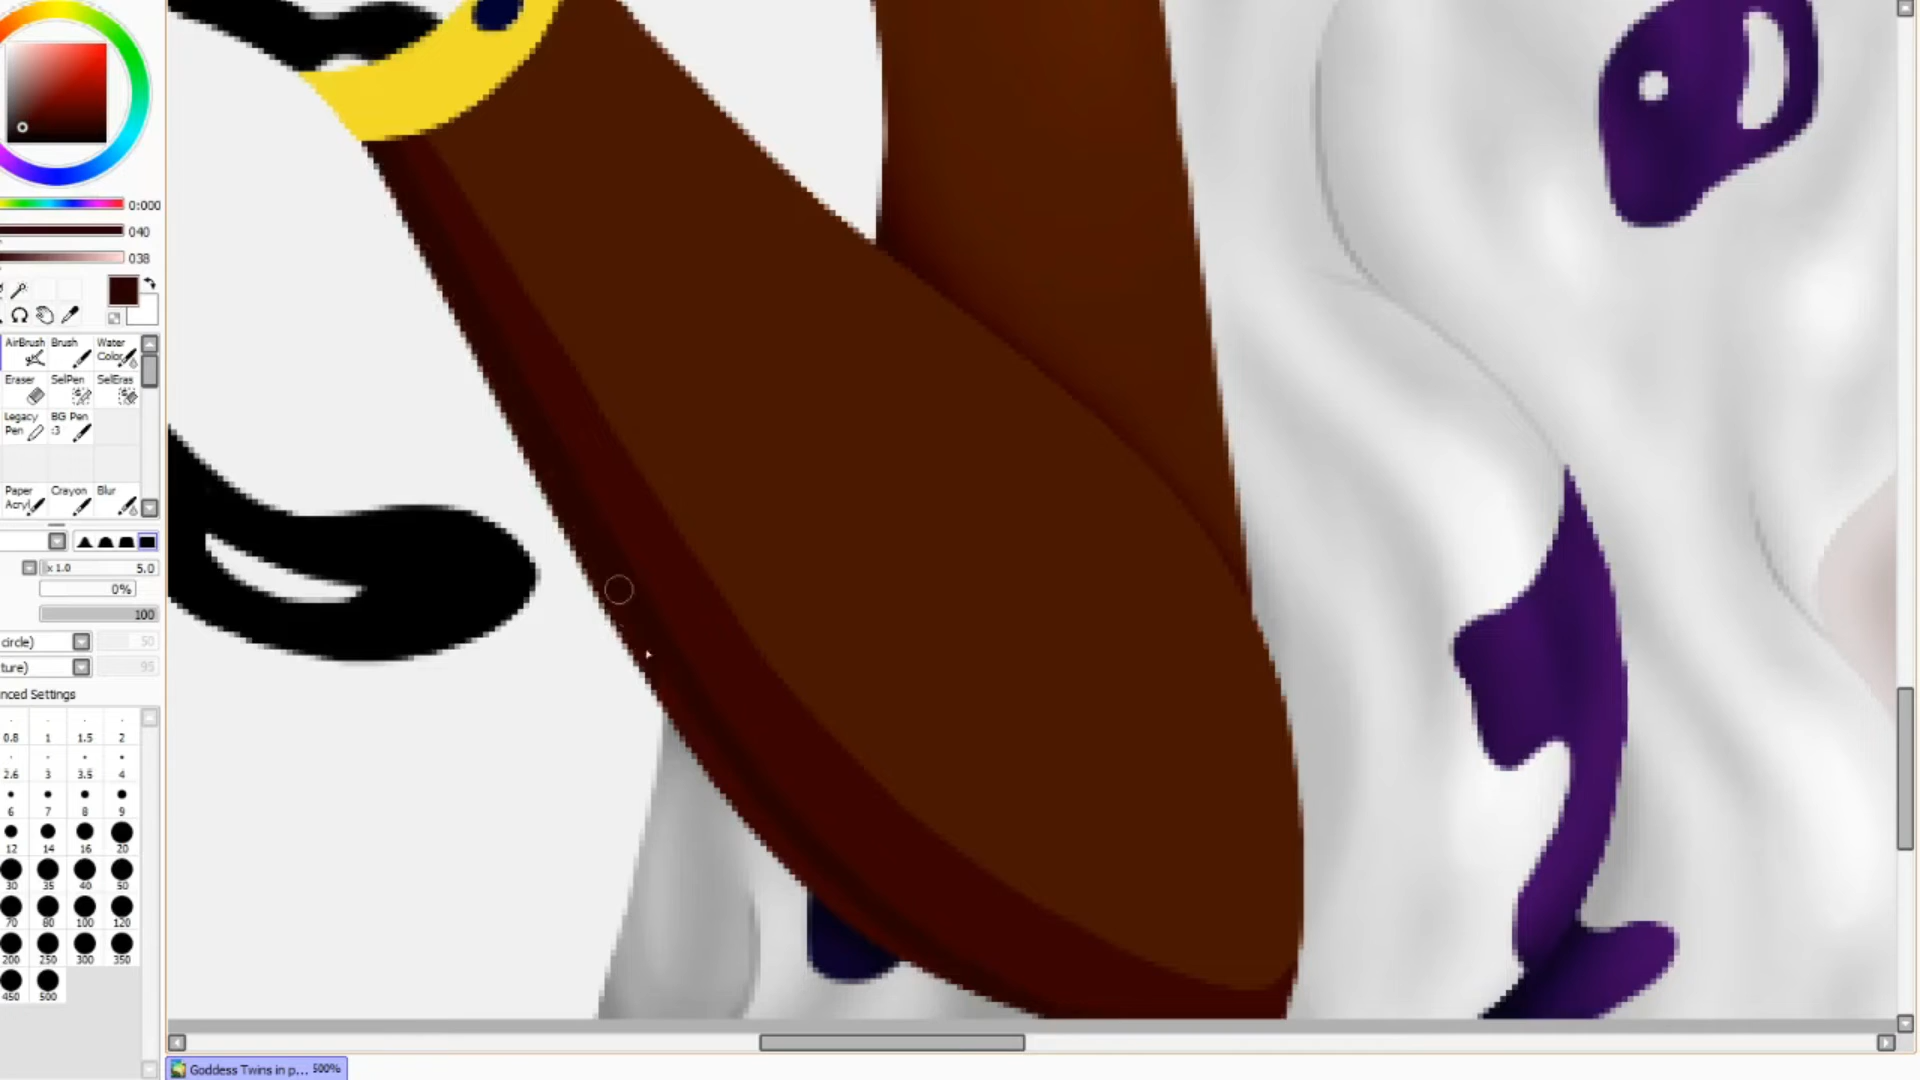 0:000
040
038
AirBrush Brush Water
Color
Eraser SelPen SelEras
Legacy BG Pen
Pen :3
Paper Crayon Blur
Acryl
x 1.0 5.0
0%
100
circle) 50
ture) 95
nced Settings
0.8 1 1.5 2
2.6 3 3.5 4
6 7 8 9
12 14 16 20
30 35 40 50
70 80 100 120
200 250 300 350
450 500
Goddess Twins in p... 500%